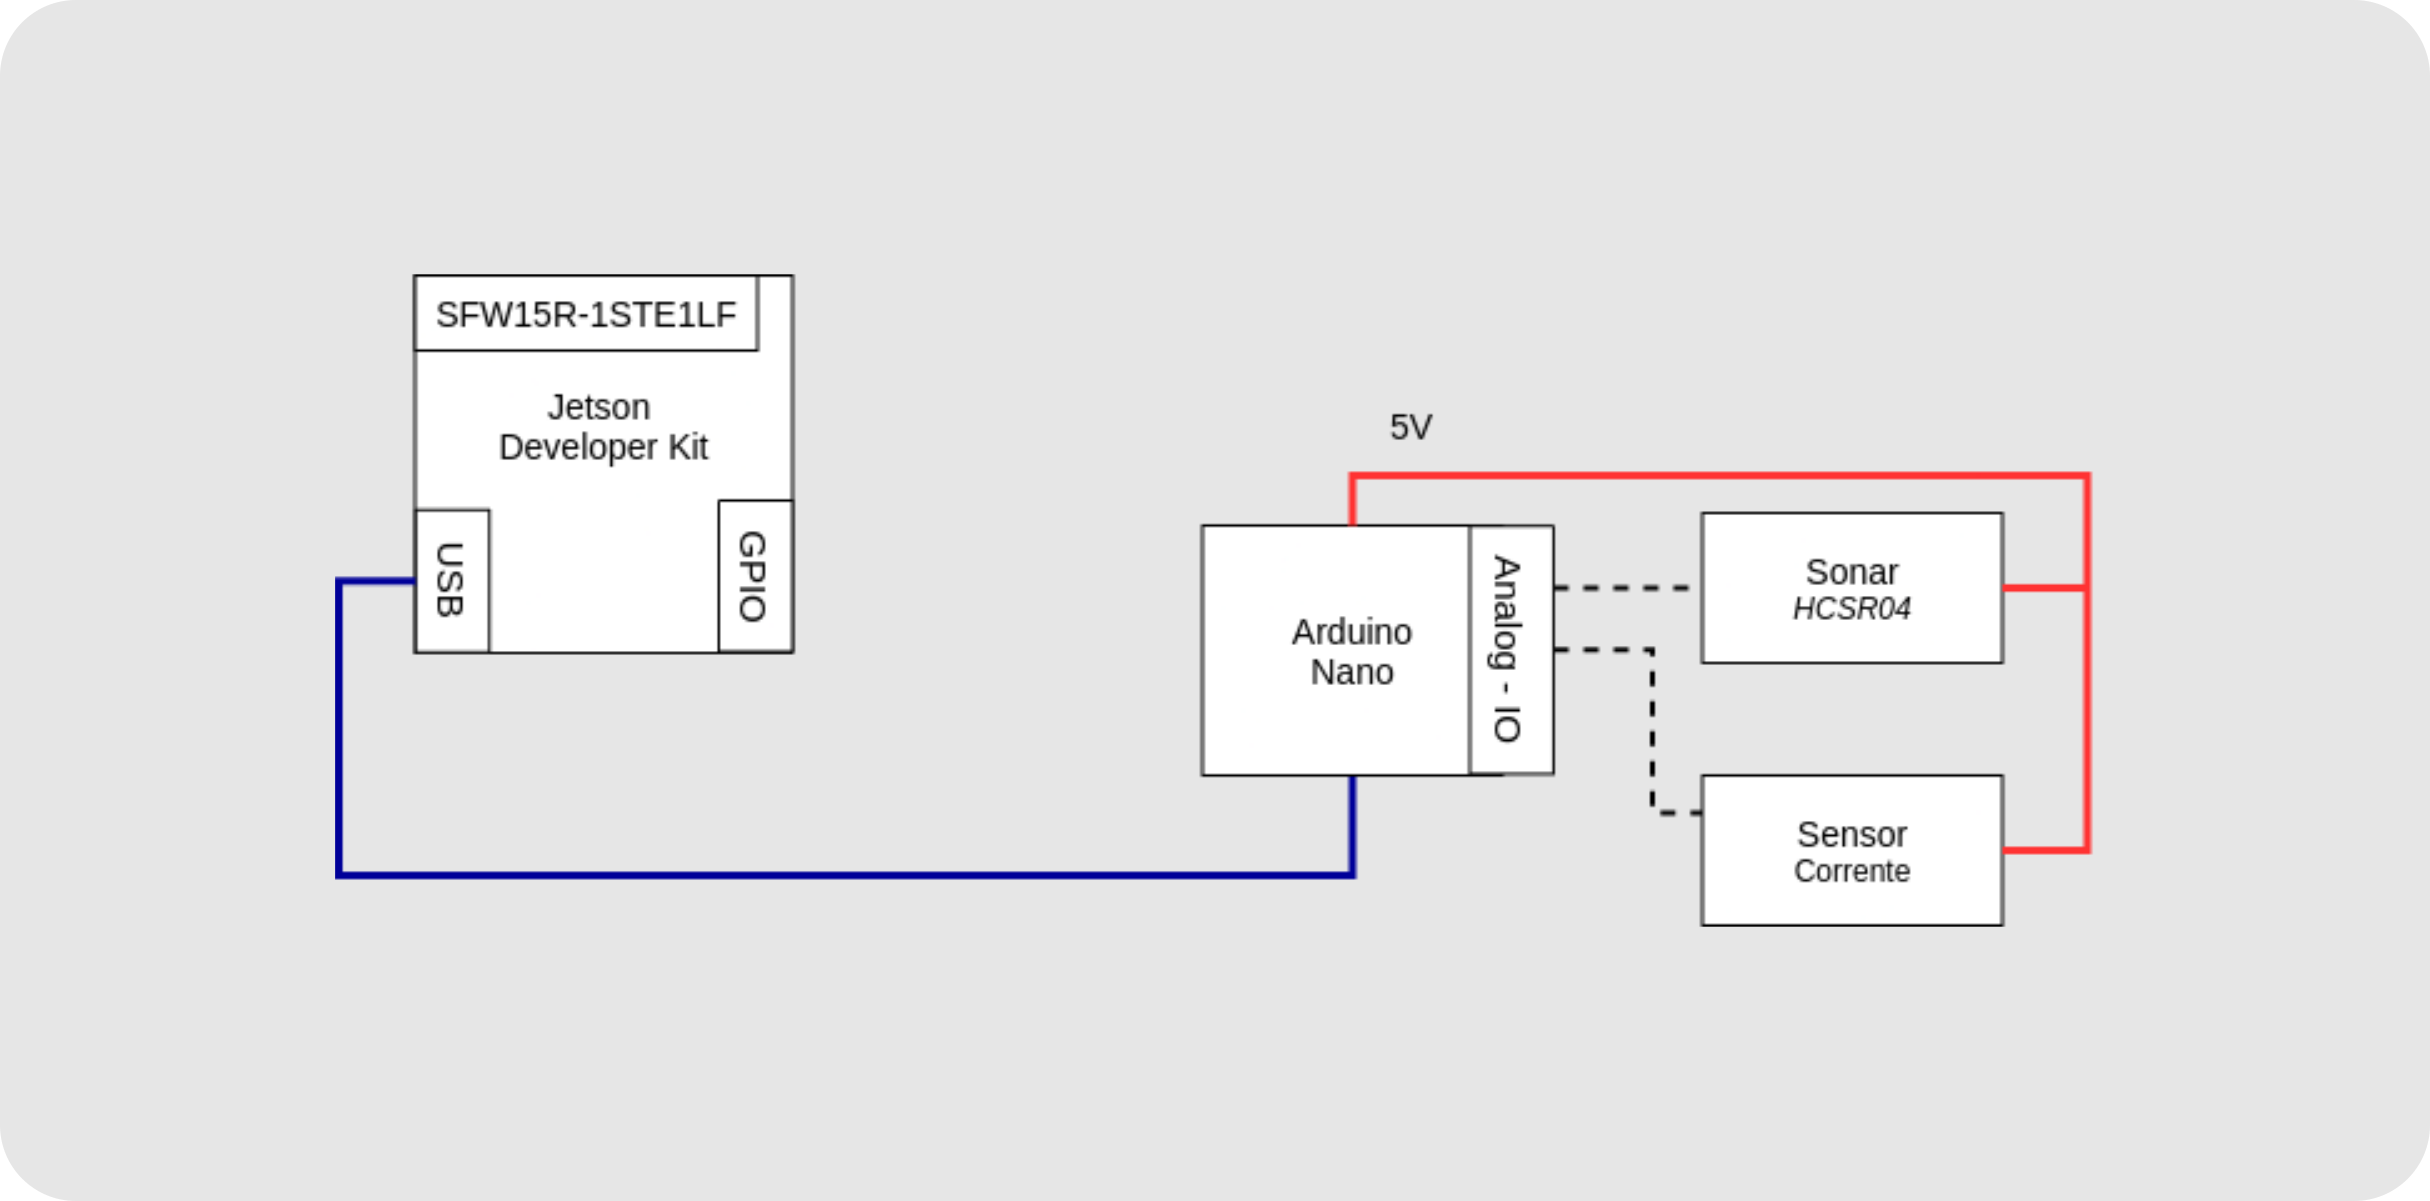 SFW15R-1STE1LF
Jetson
Developer Kit
USB
GPIO
5V
Arduino
Nano
Analog - IO
Sonar
HCSR04
Sensor
Corrente